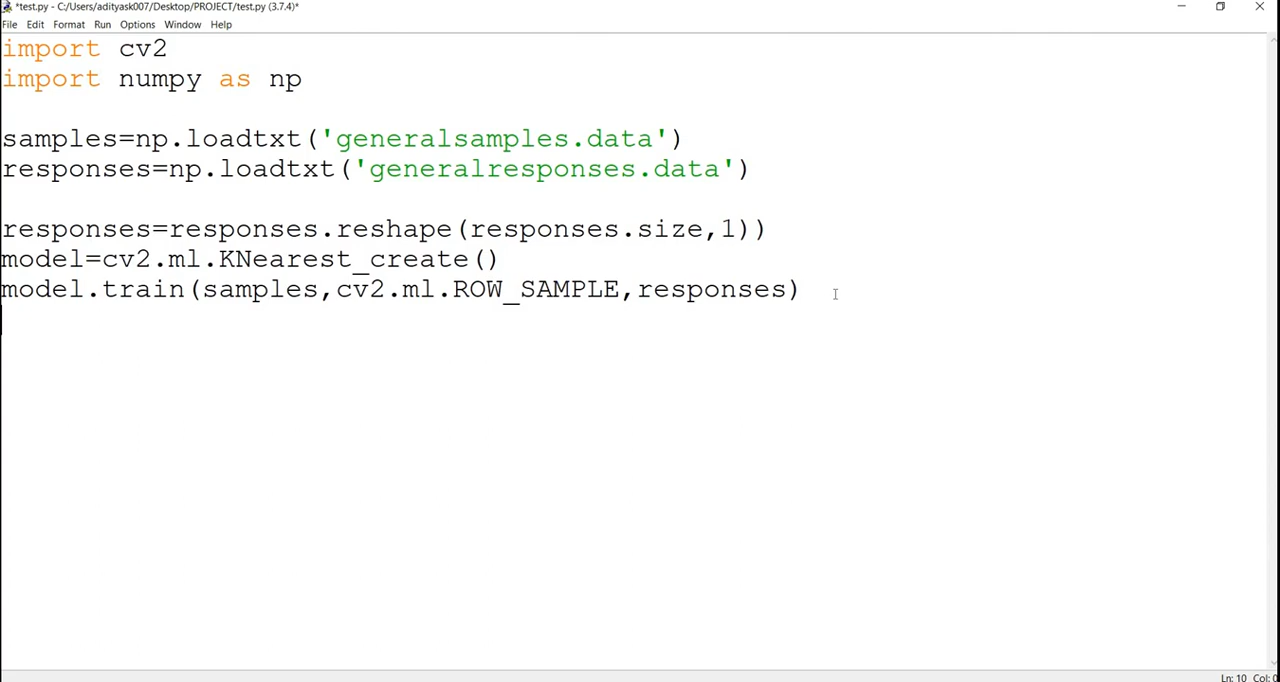 *test.py - C:/Users/adityask007/Desktop/PROJECT/test.py (3.7.4)*
File Edit Format Run Options Window Help
import cv2
import numpy as np
samples=np.loadtxt('generalsamples.data')
responses=np.loadtxt('generalresponses.data')
responses=responses.reshape(responses.size,1))
model=cv2.ml.KNearest_create()
model.train(samples,cv2.ml.ROW_SAMPLE,responses)
Ln: 10 Col: 0